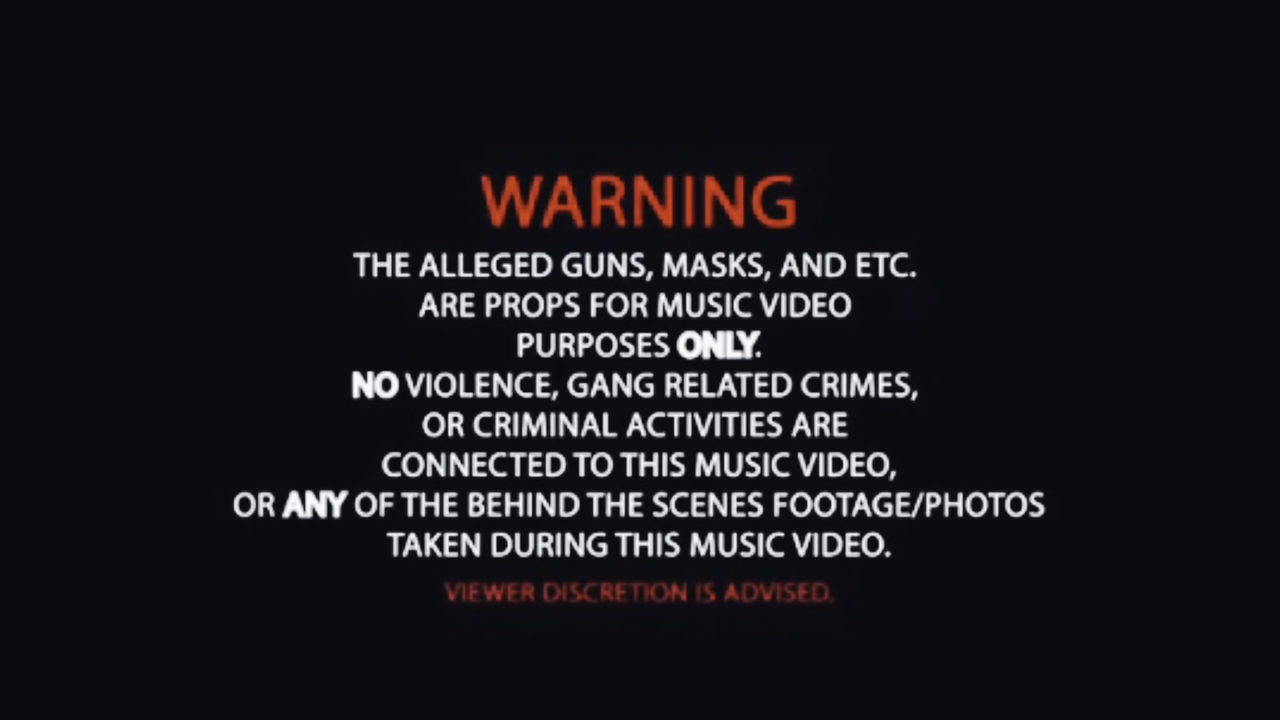 WARNING
THE ALLEGED GUNS, MASKS, AND ETC.
ARE PROPS FOR MUSIC VIDEO
PURPOSES ONLY.
NO VIOLENCE, GANG RELATED CRIMES,
OR CRIMINAL ACTIVITIES ARE
CONNECTED TO THIS MUSIC VIDEO,
OR ANY OF THE BEHIND THE SCENES FOOTAGE/PHOTOS
TAKEN DURING THIS MUSIC VIDEO.
VIEWER DISCRETION IS ADVISED.